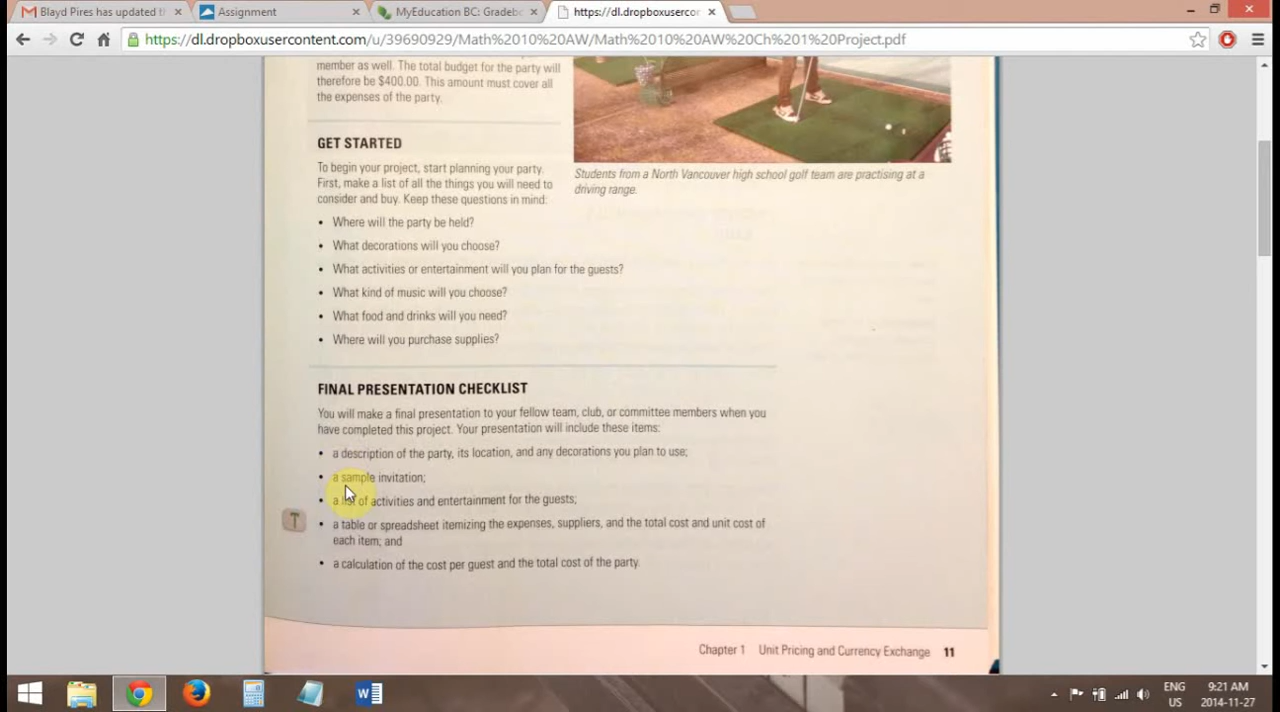 Blayd Pires has updated t
Assignment
MyEducation BC: Gradeb
https://dl.dropboxusercor
https://dl.dropboxusercontent.com/u/39690929/Math%2010%20AW/Math%2010%20AW%20Ch%201%20Project.pdf
member as well. The total budget for the party will
therefore be $400.00. This amount must cover all
the expenses of the party.
GET STARTED
To begin your project, start planning your party.
First, make a list of all the things you will need to
consider and buy. Keep these questions in mind:
• Where will the party be held?
• What decorations will you choose?
• What activities or entertainment will you plan for the guests?
• What kind of music will you choose?
• What food and drinks will you need?
• Where will you purchase supplies?
Students from a North Vancouver high school golf team are practising at a
driving range.
FINAL PRESENTATION CHECKLIST
You will make a final presentation to your fellow team, club, or committee members when you
have completed this project. Your presentation will include these items:
• a description of the party, its location, and any decorations you plan to use;
• a sample invitation;
• a list of activities and entertainment for the guests;
T
• a table or spreadsheet itemizing the expenses, suppliers, and the total cost and unit cost of
each item; and
• a calculation of the cost per guest and the total cost of the party.
Chapter 1 Unit Pricing and Currency Exchange 11
ENG
US
9:21 AM
2014-11-27